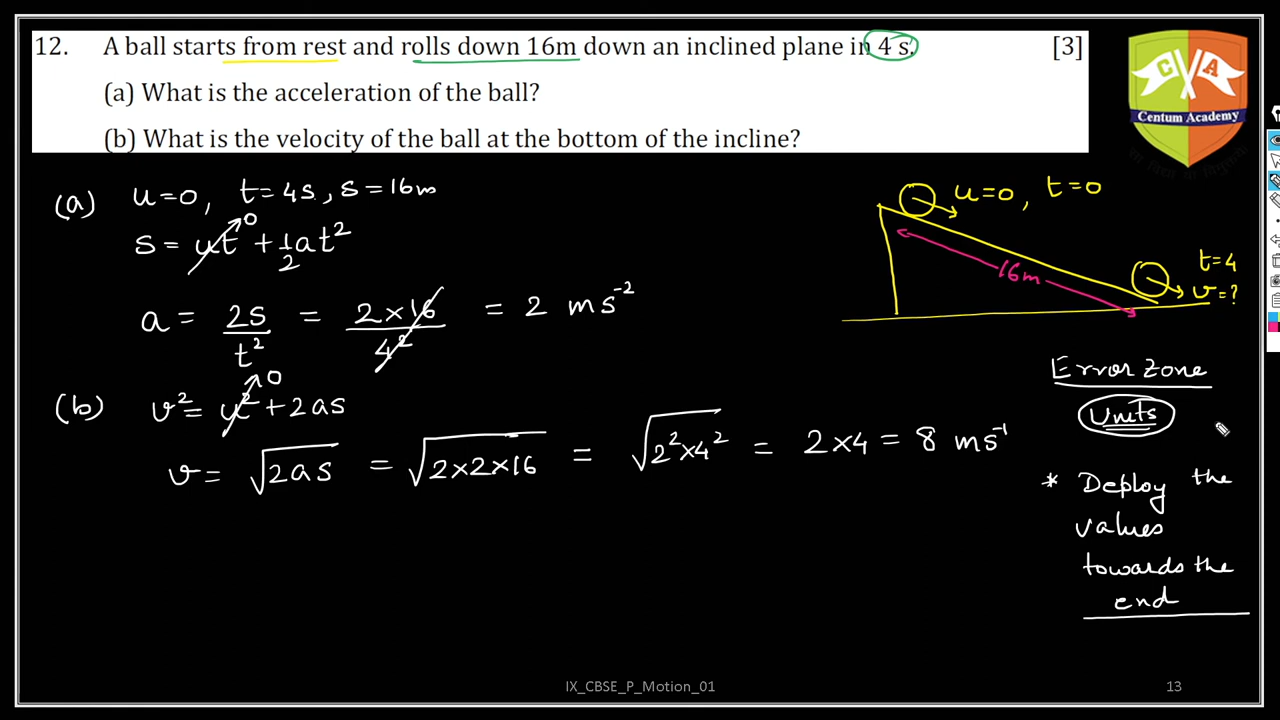 12. A ball starts from rest and rolls down 16m down an inclined plane in 4 s. [3]
(a) What is the acceleration of the ball?
(b) What is the velocity of the ball at the bottom of the incline?
C A
Centum Academy
(a) u=0, t=4s, s=16m
s = ut→0 + 1/2 at²
a = 2s/t² = 2×16/4² = 2 ms⁻²
(b) v² = u²→0 + 2as
v = √2as = √2×2×16 = √2²×4² = 2×4 = 8 ms⁻¹
u=0, t=0
16m
t=4
v=?
Error Zone
Units
* Deploy the
values
towards the
end
IX_CBSE_P_Motion_01
13